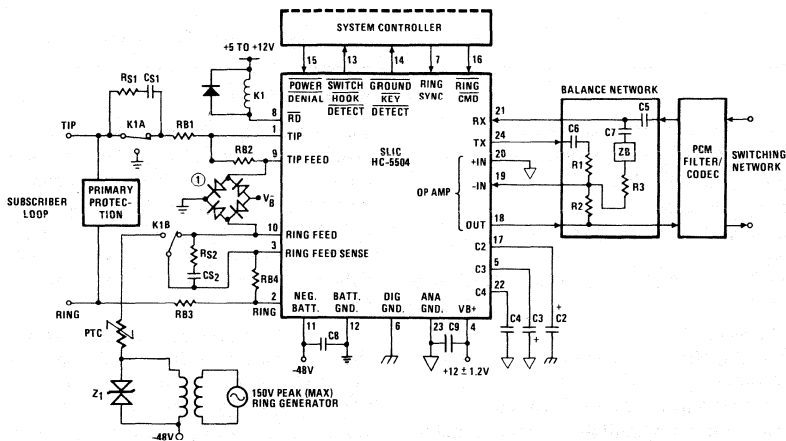 SYSTEM CONTROLLER
+5 TO +12V
15
13
14
7
16
RS1
CS1
K1
POWER DENIAL
SWITCH HOOK DETECT
GROUND KEY DETECT
RING SYNC
RING CMD
BALANCE NETWORK
8
RD
TIP
K1A
RB1
1
TIP
RB2
9
TIP FEED
SLIC
HC-5504
RX
21
C5
TX
24
C6
C7
ZB
+IN
20
R1
R3
-IN
19
OP AMP
R2
OUT
18
PCM
FILTER/
CODEC
SWITCHING
NETWORK
SUBSCRIBER
LOOP
PRIMARY
PROTEC-
TION
1
VB
K1B
10
RING FEED
3
RING FEED SENSE
RS2
CS2
RB4
C2
17
C3
5
C4
22
RING
RB3
2
RING
NEG.
BATT.
BATT.
GND.
DIG
GND.
ANA
GND.
VB+
11
12
6
23
4
C8
C9
C4
C3
+
+
C2
-48V
+12 ± 1.2V
PTC
Z1
150V PEAK (MAX)
RING GENERATOR
-48V